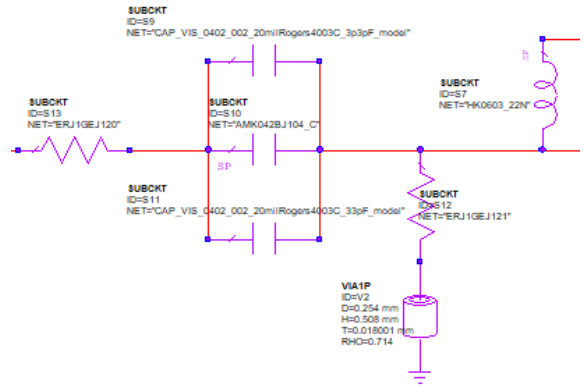 SUBCKT
ID=S9
NET="CAP_VIS_0402_002_20milRogers4003C_3p3pF_model"
SP
SUBCKT
ID=S7
NET="HK0603_22N"
SUBCKT
ID=S13
NET="ERJ1GEJ120"
SUBCKT
ID=S10
NET="AMK042BJ104_C"
SP
SUBCKT
ID=S11
NET="CAP_VIS_0402_002_20milRogers4003C_33pF_model"
SUBCKT
ID=S12
NET="ERJ1GEJ121"
VIA1P
ID=V2
D=0.254 mm
H=0.508 mm
T=0.018001 mm
RHO=0.714